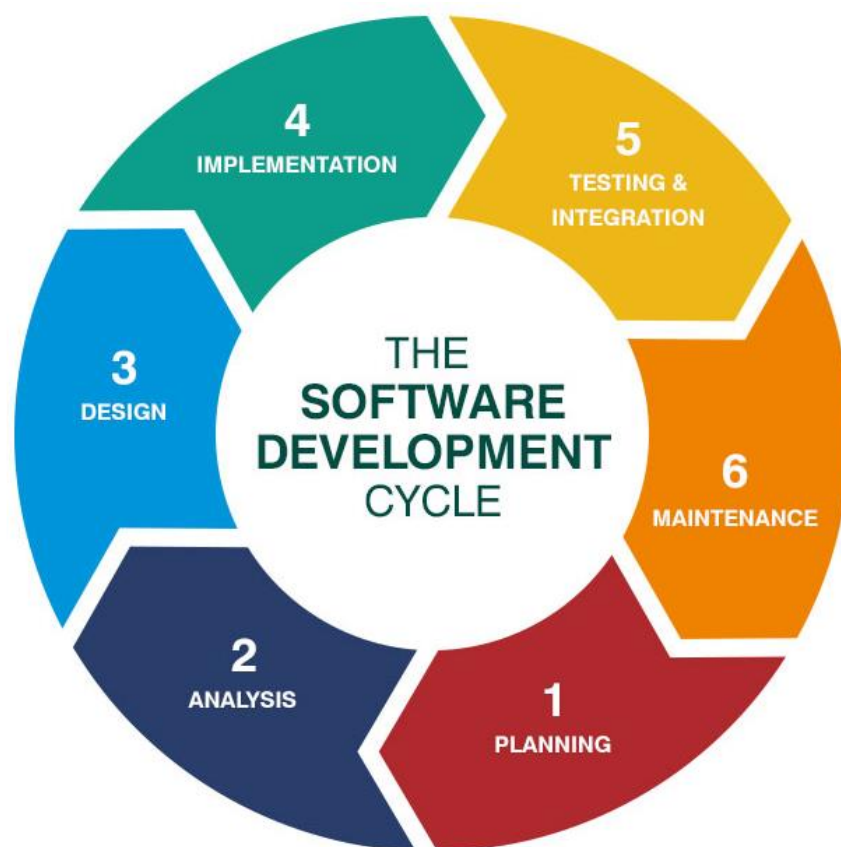 THE
SOFTWARE
DEVELOPMENT
CYCLE
1
PLANNING
2
ANALYSIS
3
DESIGN
4
IMPLEMENTATION
5
TESTING &
INTEGRATION
6
MAINTENANCE